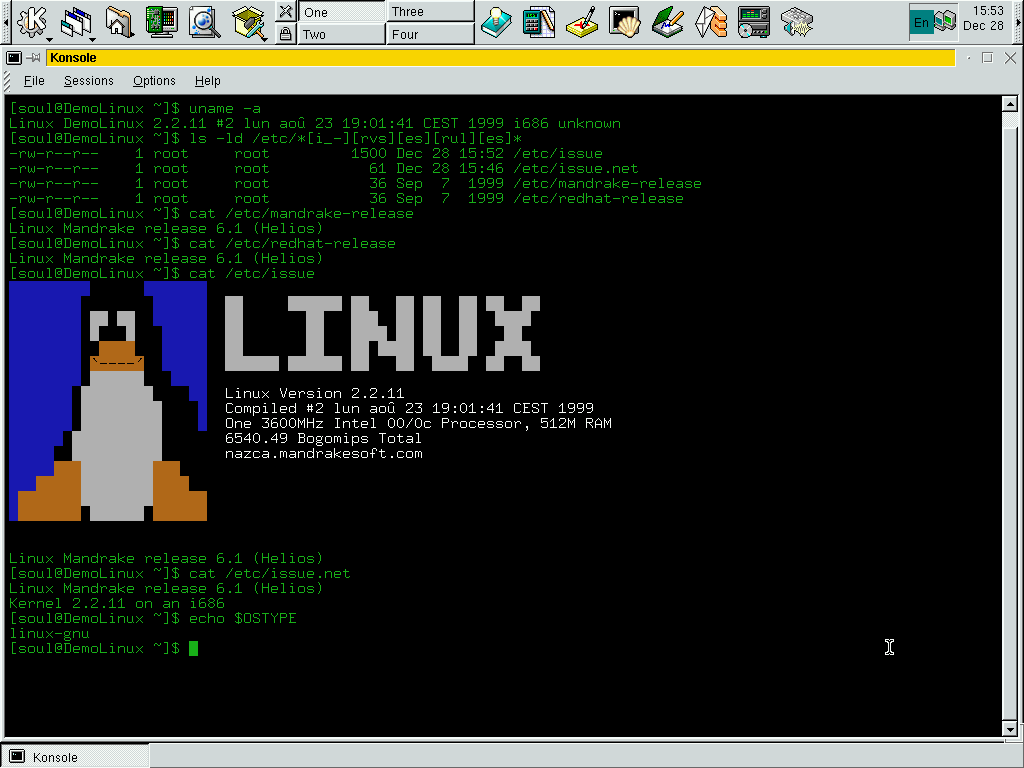 One
Three
Two
Four
En
15:53
Dec 28
Konsole
File Sessions Options Help
[soul@DemoLinux ~]$ uname -a
Linux DemoLinux 2.2.11 #2 lun aoû 23 19:01:41 CEST 1999 i686 unknown
[soul@DemoLinux ~]$ ls -ld /etc/*[i_-][rvs][es][rul][es]*
-rw-r--r-- 1 root root 1500 Dec 28 15:52 /etc/issue
-rw-r--r-- 1 root root 61 Dec 28 15:46 /etc/issue.net
-rw-r--r-- 1 root root 36 Sep 7 1999 /etc/mandrake-release
-rw-r--r-- 1 root root 36 Sep 7 1999 /etc/redhat-release
[soul@DemoLinux ~]$ cat /etc/mandrake-release
Linux Mandrake release 6.1 (Helios)
[soul@DemoLinux ~]$ cat /etc/redhat-release
Linux Mandrake release 6.1 (Helios)
[soul@DemoLinux ~]$ cat /etc/issue
LINUX
Linux Version 2.2.11
Compiled #2 lun aoû 23 19:01:41 CEST 1999
One 3600MHz Intel 00/0c Processor, 512M RAM
6540.49 Bogomips Total
nazca.mandrakesoft.com
Linux Mandrake release 6.1 (Helios)
[soul@DemoLinux ~]$ cat /etc/issue.net
Linux Mandrake release 6.1 (Helios)
Kernel 2.2.11 on an i686
[soul@DemoLinux ~]$ echo $OSTYPE
linux-gnu
[soul@DemoLinux ~]$
Konsole